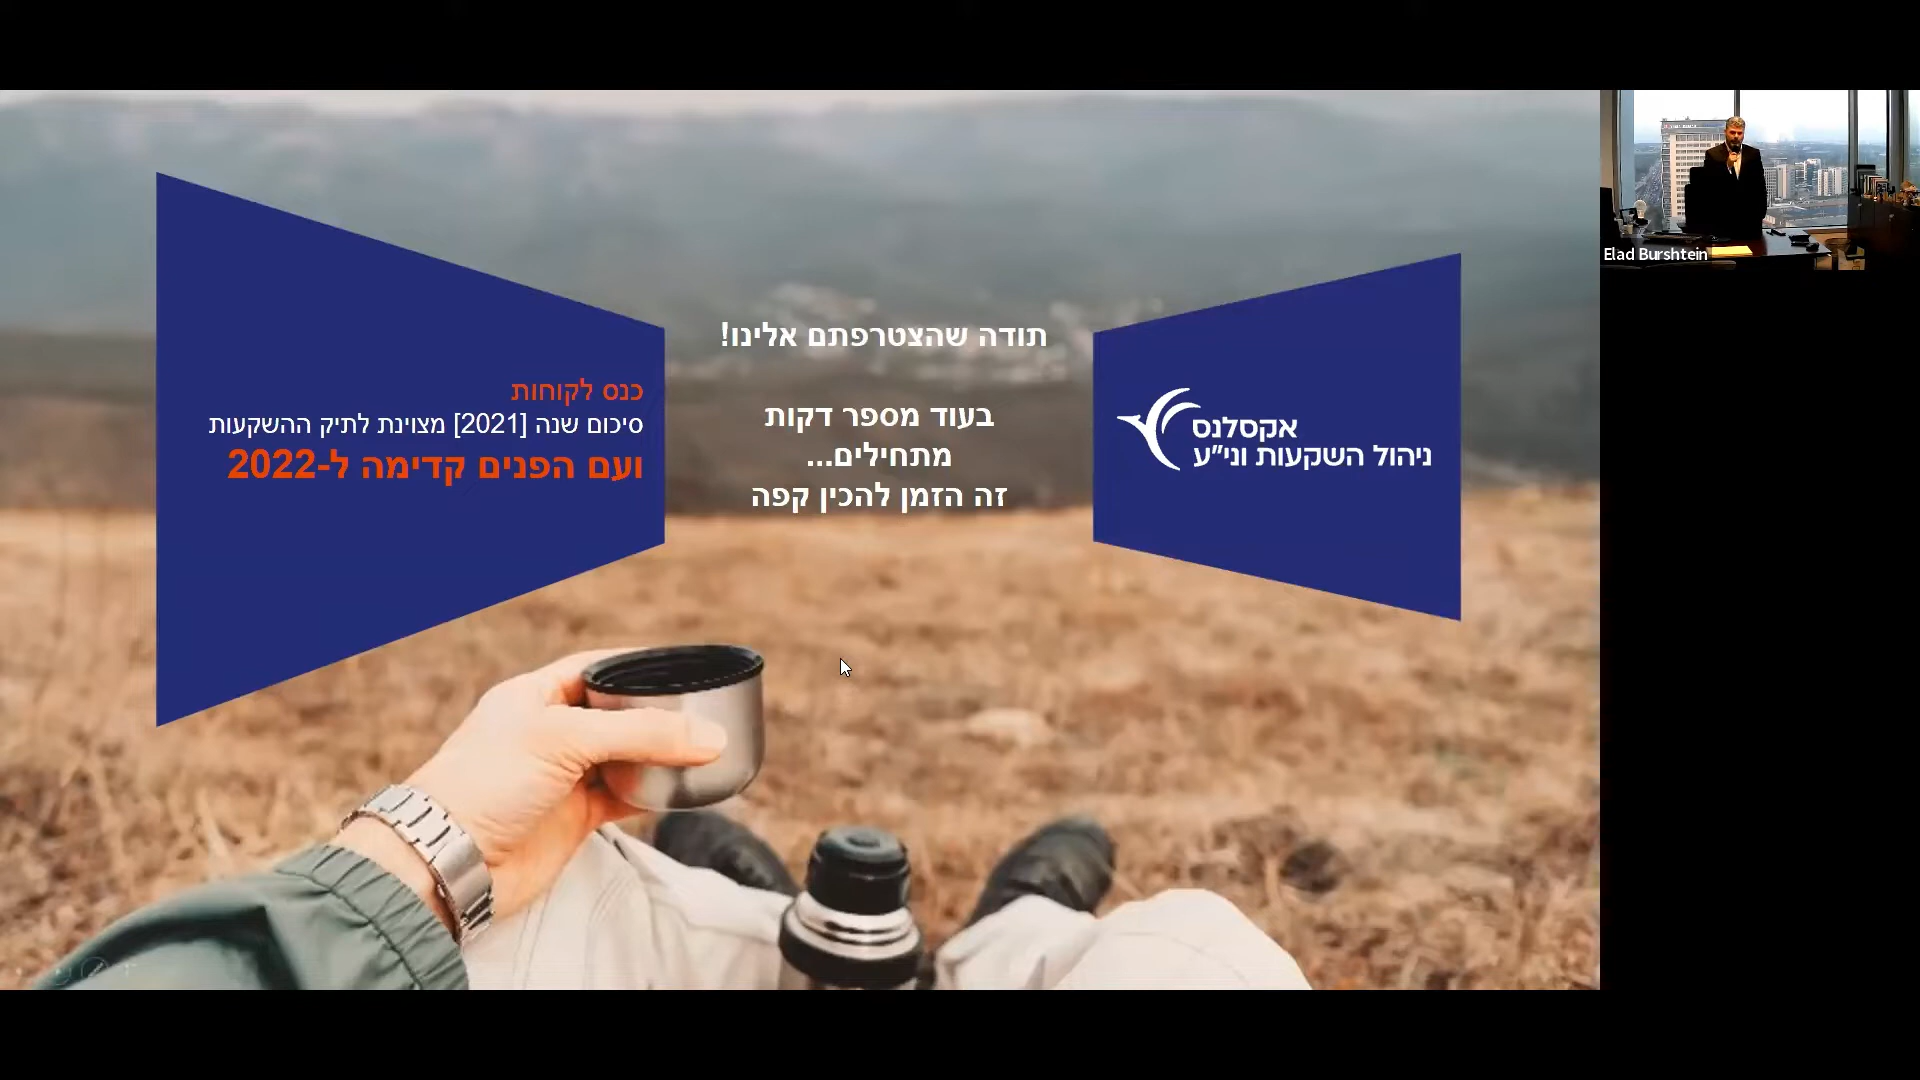 אקסלנס
ניהול השקעות וני"ע
תודה שהצטרפתם אלינו!
בעוד מספר דקות
מתחילים...
זה הזמן להכין קפה
כנס לקוחות
סיכום שנה [2021] מצוינת לתיק ההשקעות
ועם הפנים קדימה ל-2022
Elad Burshtein